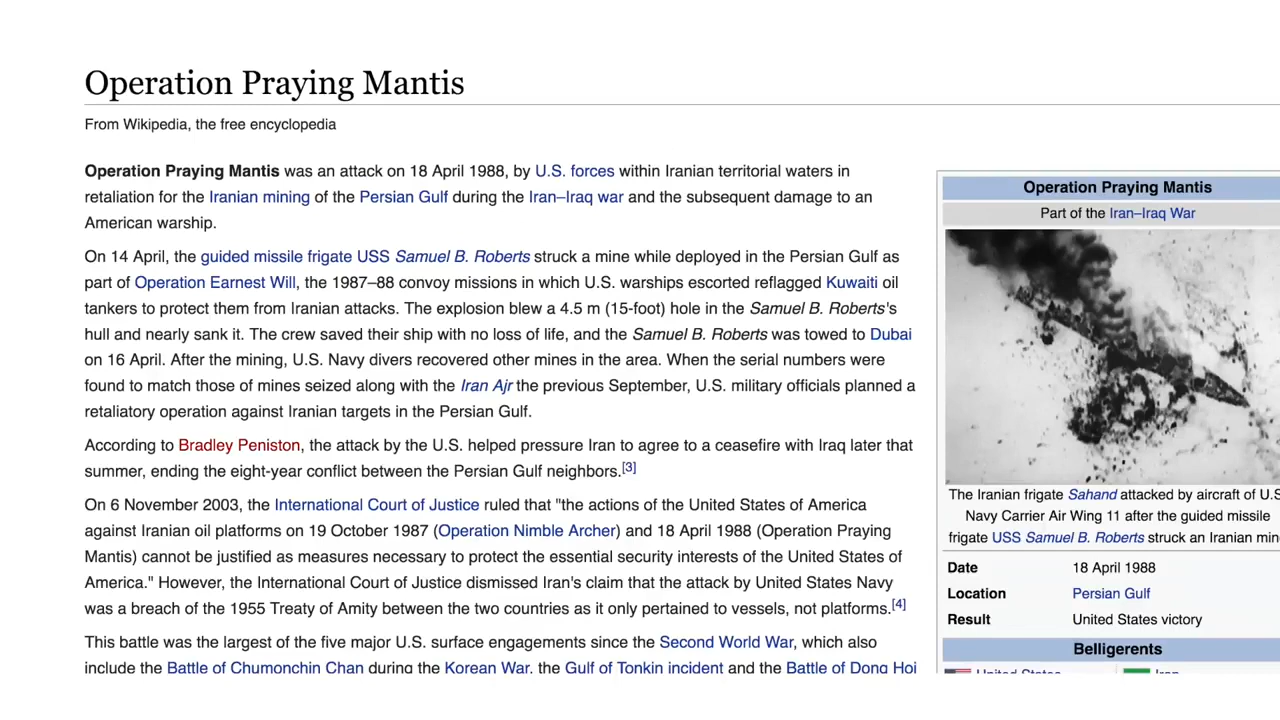 Operation Praying Mantis
From Wikipedia, the free encyclopedia
Operation Praying Mantis was an attack on 18 April 1988, by U.S. forces within Iranian territorial waters in
retaliation for the Iranian mining of the Persian Gulf during the Iran–Iraq war and the subsequent damage to an
American warship.
On 14 April, the guided missile frigate USS Samuel B. Roberts struck a mine while deployed in the Persian Gulf as
part of Operation Earnest Will, the 1987–88 convoy missions in which U.S. warships escorted reflagged Kuwaiti oil
tankers to protect them from Iranian attacks. The explosion blew a 4.5 m (15-foot) hole in the Samuel B. Roberts's
hull and nearly sank it. The crew saved their ship with no loss of life, and the Samuel B. Roberts was towed to Dubai
on 16 April. After the mining, U.S. Navy divers recovered other mines in the area. When the serial numbers were
found to match those of mines seized along with the Iran Ajr the previous September, U.S. military officials planned a
retaliatory operation against Iranian targets in the Persian Gulf.
According to Bradley Peniston, the attack by the U.S. helped pressure Iran to agree to a ceasefire with Iraq later that
summer, ending the eight-year conflict between the Persian Gulf neighbors.[3]
On 6 November 2003, the International Court of Justice ruled that "the actions of the United States of America
against Iranian oil platforms on 19 October 1987 (Operation Nimble Archer) and 18 April 1988 (Operation Praying
Mantis) cannot be justified as measures necessary to protect the essential security interests of the United States of
America." However, the International Court of Justice dismissed Iran's claim that the attack by United States Navy
was a breach of the 1955 Treaty of Amity between the two countries as it only pertained to vessels, not platforms.[4]
This battle was the largest of the five major U.S. surface engagements since the Second World War, which also
include the Battle of Chumonchin Chan during the Korean War, the Gulf of Tonkin incident and the Battle of Dong Hoi
Operation Praying Mantis
Part of the Iran–Iraq War
The Iranian frigate Sahand attacked by aircraft of U.S
Navy Carrier Air Wing 11 after the guided missile
frigate USS Samuel B. Roberts struck an Iranian min
Date 18 April 1988
Location Persian Gulf
Result United States victory
Belligerents
United States Iran